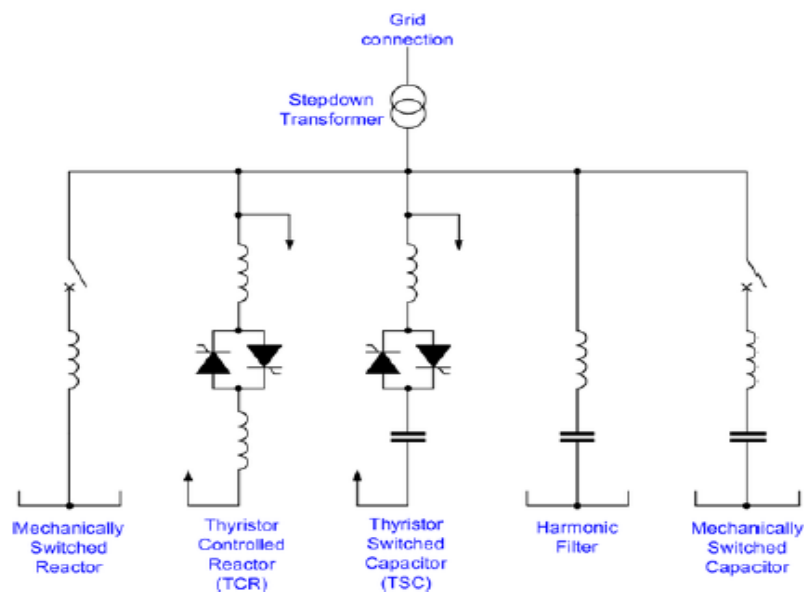 Grid
connection
Stepdown
Transformer
Mechanically
Switched
Reactor
Thyristor
Controlled
Reactor
(TCR)
Thyristor
Switched
Capacitor
(TSC)
Harmonic
Filter
Mechanically
Switched
Capacitor